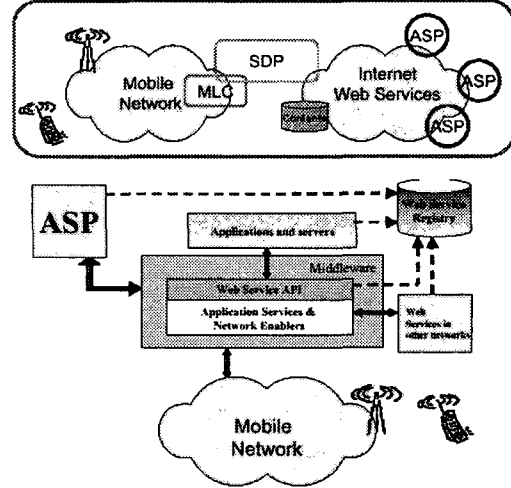 ASP
SDP
Mobile
Network
MLC
Internet
Web Services
ASP
Contents
ASP
ASP
Web Service
Registry
Applications and servers
Middleware
Web Service API
Application Services &
Network Enablers
Web
Services in
other networks
Mobile
Network